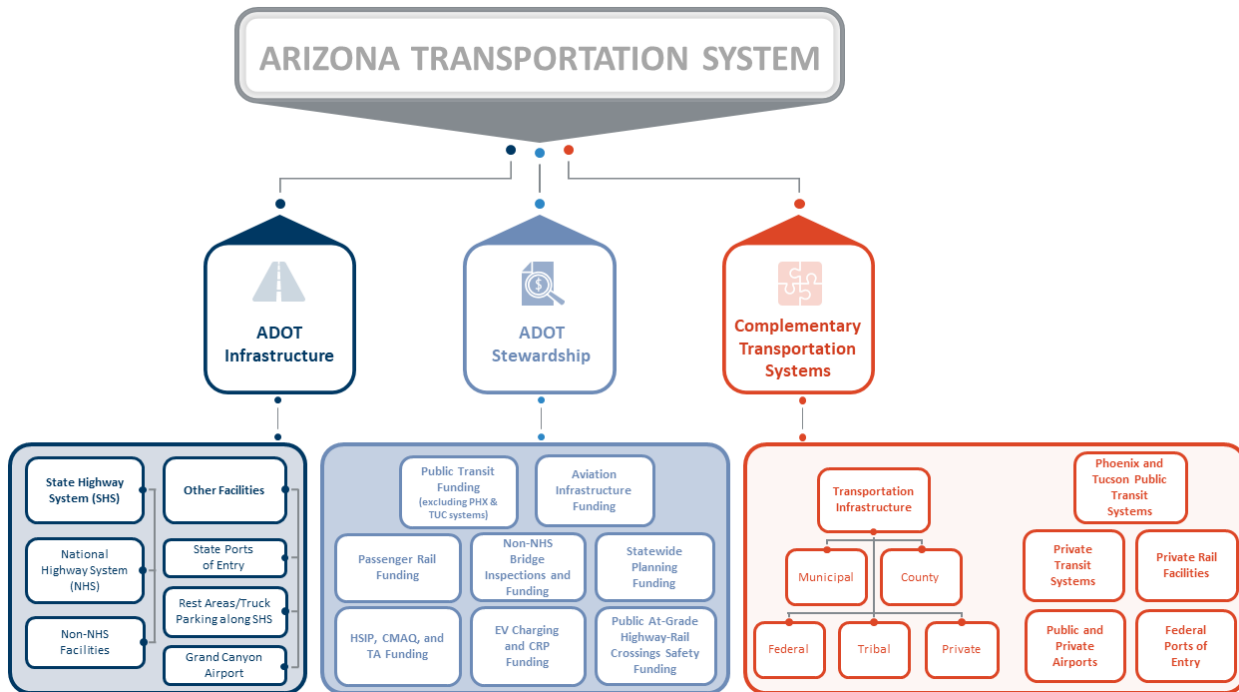 ARIZONA TRANSPORTATION SYSTEM
ADOT
Infrastructure
ADOT
Stewardship
Complementary
Transportation
Systems
State Highway
System (SHS)
National
Highway System
(NHS)
Non-NHS
Facilities
Other Facilities
State Ports
of Entry
Rest Areas/Truck
Parking along SHS
Grand Canyon
Airport
Public Transit
Funding
(excluding PHX &
TUC systems)
Aviation
Infrastructure
Funding
Passenger Rail
Funding
Non-NHS
Bridge
Inspections and
Funding
Statewide
Planning
Funding
HSIP, CMAQ, and
TA Funding
EV Charging
and CRP
Funding
Public At-Grade
Highway-Rail
Crossings Safety
Funding
Transportation
Infrastructure
Municipal
County
Federal
Tribal
Private
Phoenix and
Tucson Public
Transit
Systems
Private
Transit Systems
Private Rail
Facilities
Public and
Private
Airports
Federal
Ports of
Entry